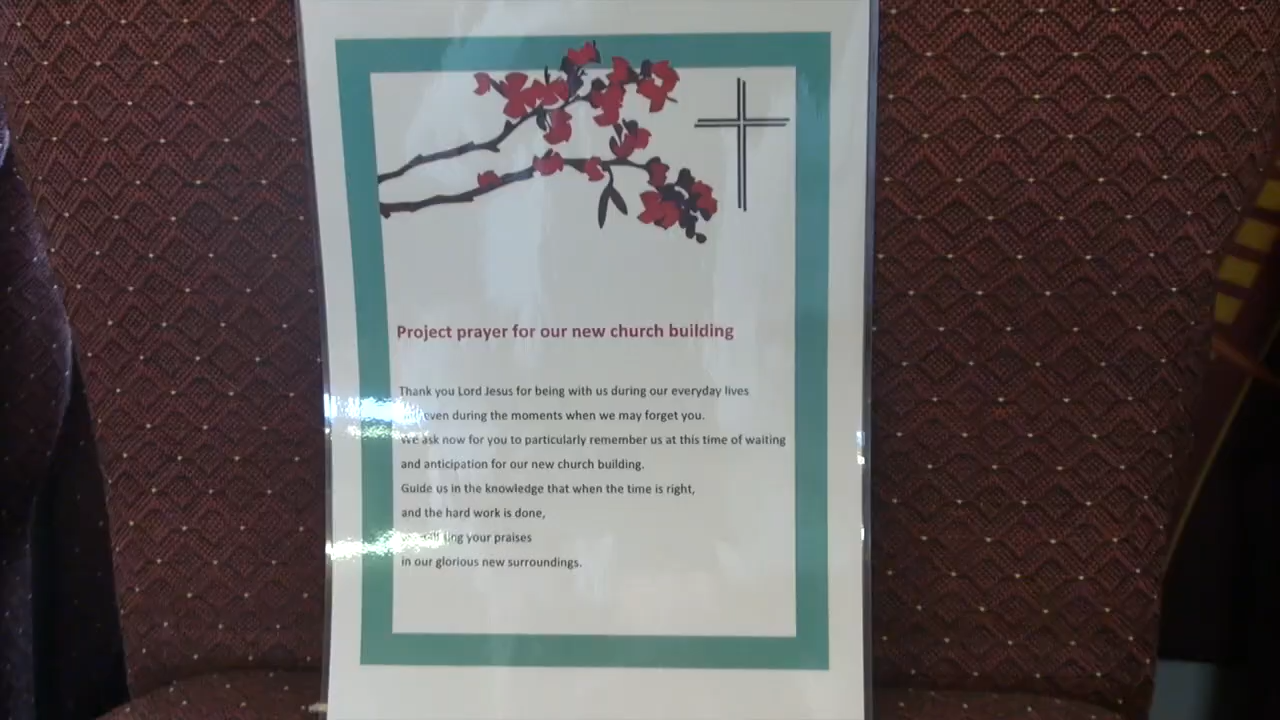 Project prayer for our new church building
Thank you Lord Jesus for being with us during our everyday lives
even during the moments when we may forget you.
We ask now for you to particularly remember us at this time of waiting
and anticipation for our new church building.
Guide us in the knowledge that when the time is right,
and the hard work is done,
your praises
in our glorious new surroundings.